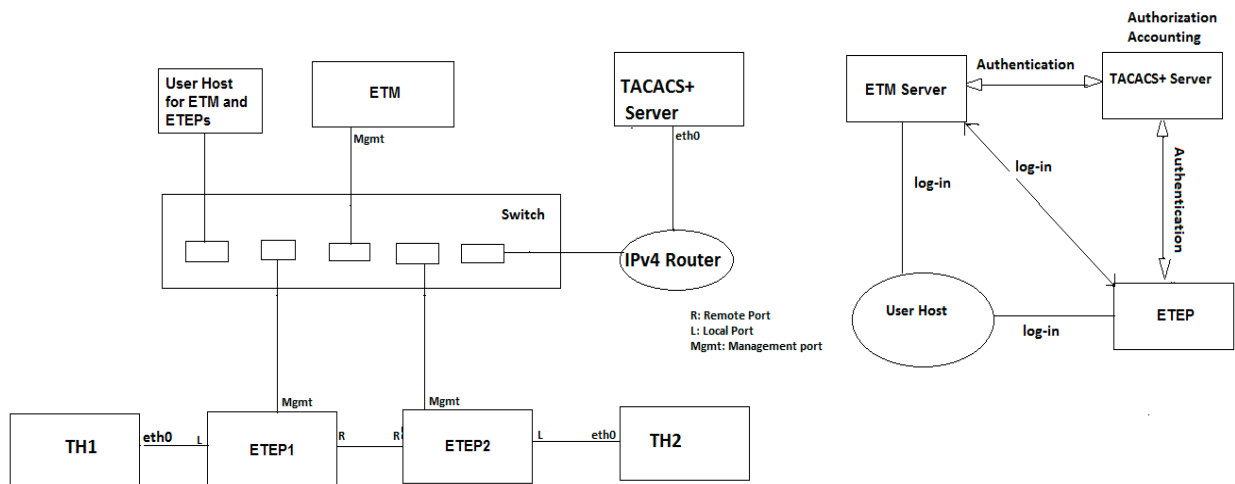 User Host
for ETM and
ETEPs
ETM
Mgmt
TACACS+
Server
eth0
Switch
IPv4 Router
R: Remote Port
L: Local Port
Mgmt: Management port
Mgmt
Mgmt
TH1
eth0
L
ETEP1
R
R
ETEP2
L
eth0
TH2
Authorization
Accounting
Authentication
ETM Server
TACACS+ Server
log-in
log-in
Authentication
User Host
log-in
ETEP